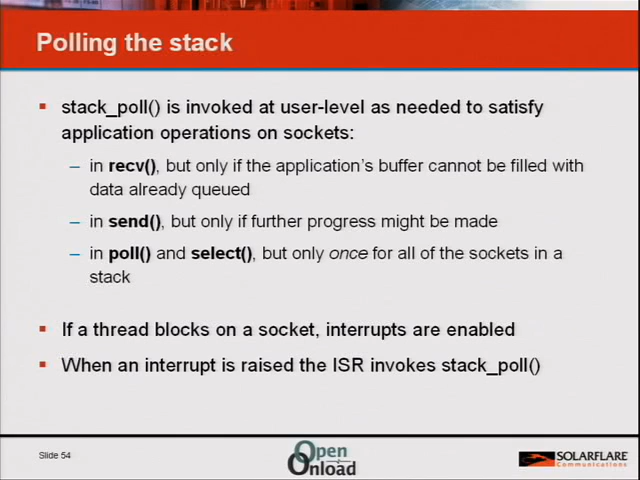 Polling the stack
▪ stack_poll() is invoked at user-level as needed to satisfy
application operations on sockets:
– in recv(), but only if the application's buffer cannot be filled with
data already queued
– in send(), but only if further progress might be made
– in poll() and select(), but only once for all of the sockets in a
stack
▪ If a thread blocks on a socket, interrupts are enabled
▪ When an interrupt is raised the ISR invokes stack_poll()
Slide 54
Open
Onload
SOLARFLARE
Communications